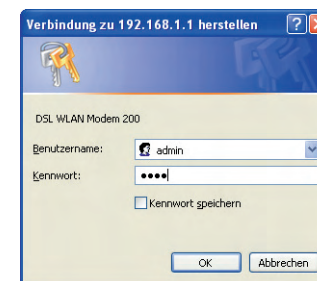 Verbindung zu 192.168.1.1 herstellen
DSL WLAN Modem 200
Benutzername: admin
Kennwort: ••••
Kennwort speichern
OK Abbrechen